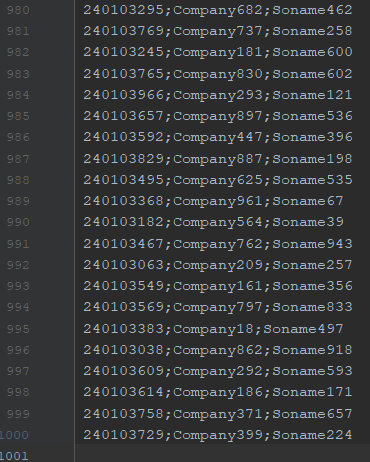 980 240103295;Company682;Soname462
981 240103769;Company737;Soname258
982 240103245;Company181;Soname600
983 240103765;Company830;Soname602
984 240103966;Company293;Soname121
985 240103657;Company897;Soname536
986 240103592;Company447;Soname396
987 240103829;Company887;Soname198
988 240103495;Company625;Soname535
989 240103368;Company961;Soname67
990 240103182;Company564;Soname39
991 240103467;Company762;Soname943
992 240103063;Company209;Soname257
993 240103549;Company161;Soname356
994 240103569;Company797;Soname833
995 240103383;Company18;Soname497
996 240103038;Company862;Soname918
997 240103609;Company292;Soname593
998 240103614;Company186;Soname171
999 240103758;Company371;Soname657
1000 240103729;Company399;Soname224
1001